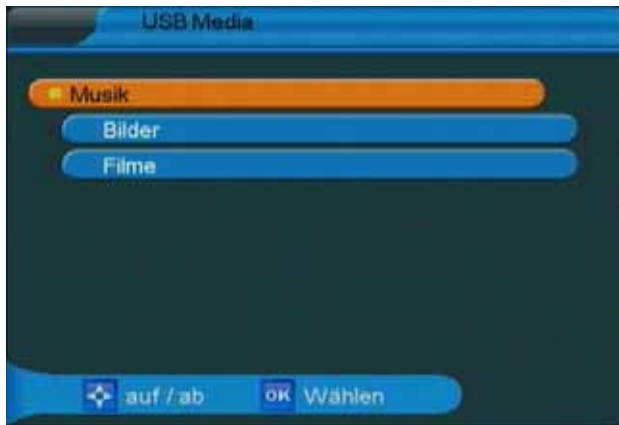 USB Media
Musik
Bilder
Filme
auf / ab OK Wählen